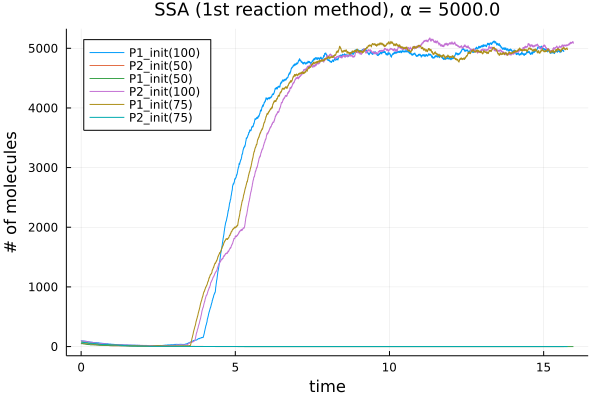 SSA (1st reaction method), α = 5000.0
# of molecules
5000
4000
3000
2000
1000
0
P1_init(100)
P2_init(50)
P1_init(50)
P2_init(100)
P1_init(75)
P2_init(75)
0
5
10
15
time